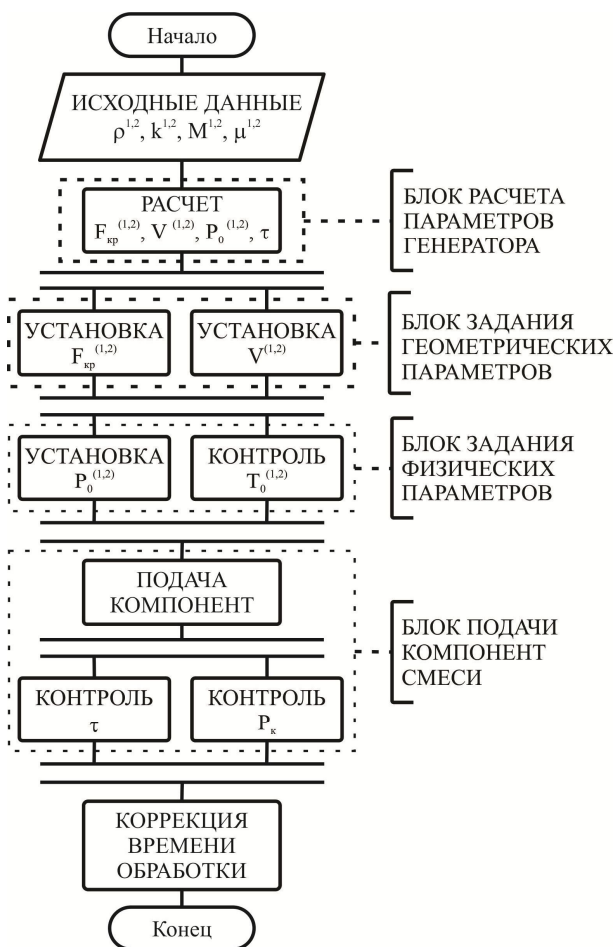 Начало
ИСХОДНЫЕ ДАННЫЕ
ρ^1,2, k^1,2, M^1,2, μ^1,2
РАСЧЕТ
F_кр^(1,2), V^(1,2), P_0^(1,2), τ
БЛОК РАСЧЕТА
ПАРАМЕТРОВ
ГЕНЕРАТОРА
УСТАНОВКА
F_кр^(1,2)
УСТАНОВКА
V^(1,2)
БЛОК ЗАДАНИЯ
ГЕОМЕТРИЧЕСКИХ
ПАРАМЕТРОВ
УСТАНОВКА
P_0^(1,2)
КОНТРОЛЬ
T_0^(1,2)
БЛОК ЗАДАНИЯ
ФИЗИЧЕСКИХ
ПАРАМЕТРОВ
ПОДАЧА
КОМПОНЕНТ
БЛОК ПОДАЧИ
КОМПОНЕНТ
СМЕСИ
КОНТРОЛЬ
τ
КОНТРОЛЬ
P_к
КОРРЕКЦИЯ
ВРЕМЕНИ
ОБРАБОТКИ
Конец